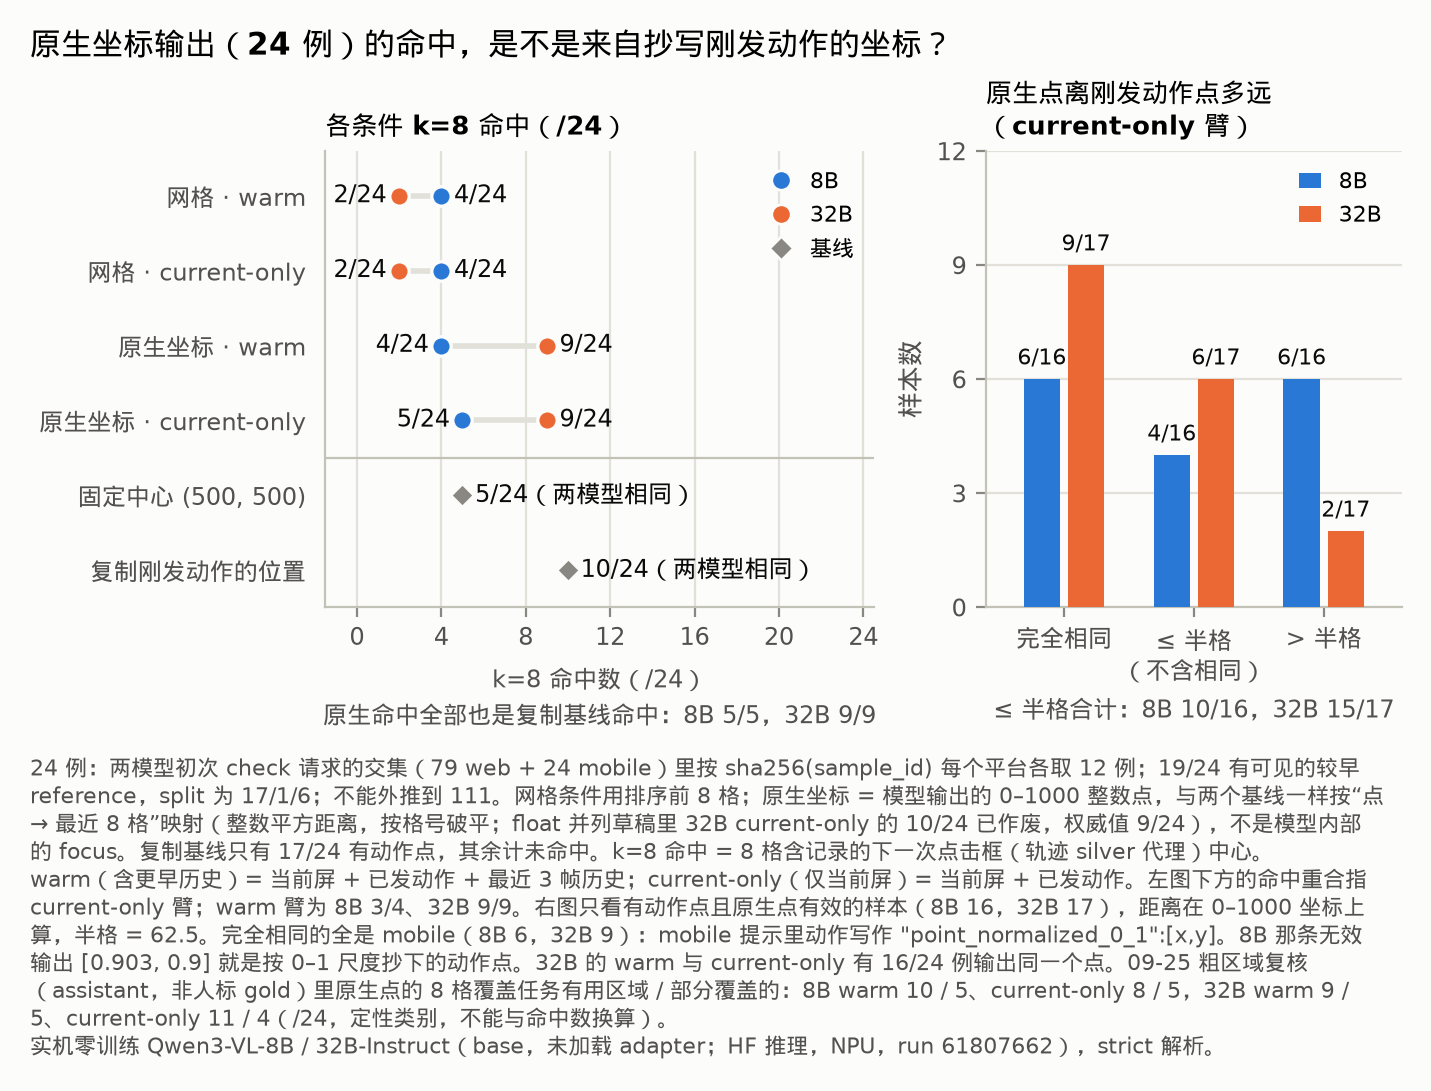 原生坐标输出（24 例）的命中，是不是来自抄写刚发动作的坐标？
各条件 k=8 命中（/24）
网格 · warm
2/24
4/24
网格 · current-only
2/24
4/24
原生坐标 · warm
4/24
9/24
原生坐标 · current-only
5/24
9/24
固定中心 (500, 500)
5/24（两模型相同）
复制刚发动作的位置
10/24（两模型相同）
8B
32B
基线
0
4
8
12
16
20
24
k=8 命中数（/24）
原生命中全部也是复制基线命中：8B 5/5，32B 9/9
原生点离刚发动作点多远
（current-only 臂）
8B
32B
样本数
12
9
6
3
0
6/16
9/17
4/16
6/17
6/16
2/17
完全相同
≤ 半格
（不含相同）
> 半格
≤ 半格合计：8B 10/16，32B 15/17
24 例：两模型初次 check 请求的交集（79 web + 24 mobile）里按 sha256(sample_id) 每个平台各取 12 例；19/24 有可见的较早
reference，split 为 17/1/6；不能外推到 111。网格条件用排序前 8 格；原生坐标 = 模型输出的 0–1000 整数点，与两个基线一样按“点
→ 最近 8 格”映射（整数平方距离，按格号破平；float 并列草稿里 32B current-only 的 10/24 已作废，权威值 9/24），不是模型内部
的 focus。复制基线只有 17/24 有动作点，其余计未命中。k=8 命中 = 8 格含记录的下一次点击框（轨迹 silver 代理）中心。
warm（含更早历史）= 当前屏 + 已发动作 + 最近 3 帧历史；current-only（仅当前屏）= 当前屏 + 已发动作。左图下方的命中重合指
current-only 臂；warm 臂为 8B 3/4、32B 9/9。右图只看有动作点且原生点有效的样本（8B 16，32B 17），距离在 0–1000 坐标上
算，半格 = 62.5。完全相同的全是 mobile（8B 6，32B 9）：mobile 提示里动作写作 "point_normalized_0_1":[x,y]。8B 那条无效
输出 [0.903, 0.9] 就是按 0–1 尺度抄下的动作点。32B 的 warm 与 current-only 有 16/24 例输出同一个点。09-25 粗区域复核
（assistant，非人标 gold）里原生点的 8 格覆盖任务有用区域 / 部分覆盖的：8B warm 10 / 5、current-only 8 / 5，32B warm 9 /
5、current-only 11 / 4（/24，定性类别，不能与命中数换算）。
实机零训练 Qwen3-VL-8B / 32B-Instruct（base，未加载 adapter；HF 推理，NPU，run 61807662），strict 解析。